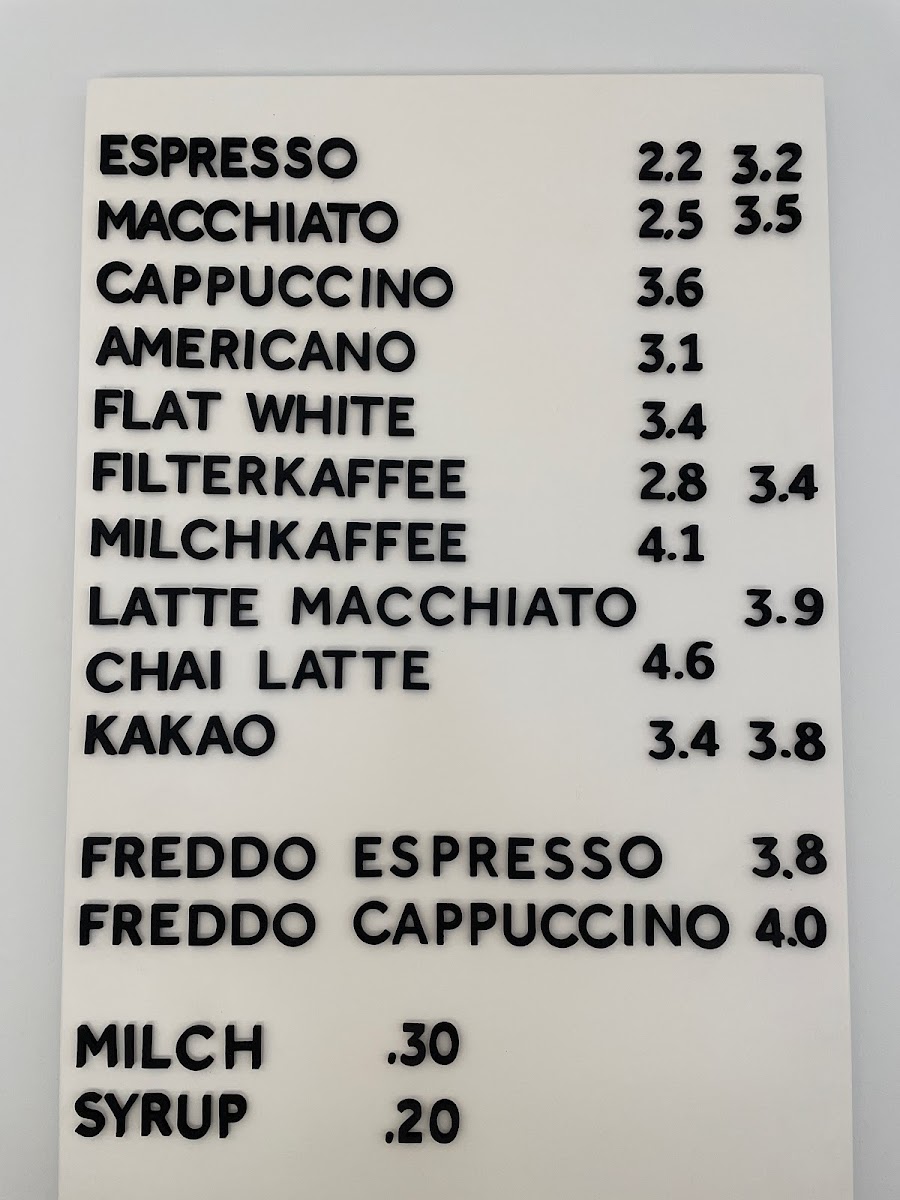 ESPRESSO 2.2 3.2
MACCHIATO 2.5 3.5
CAPPUCCINO 3.6
AMERICANO 3.1
FLAT WHITE 3.4
FILTERKAFFEE 2.8 3.4
MILCHKAFFEE 4.1
LATTE MACCHIATO 3.9
CHAI LATTE 4.6
KAKAO 3.4 3.8
FREDDO ESPRESSO 3.8
FREDDO CAPPUCCINO 4.0
MILCH .30
SYRUP .20